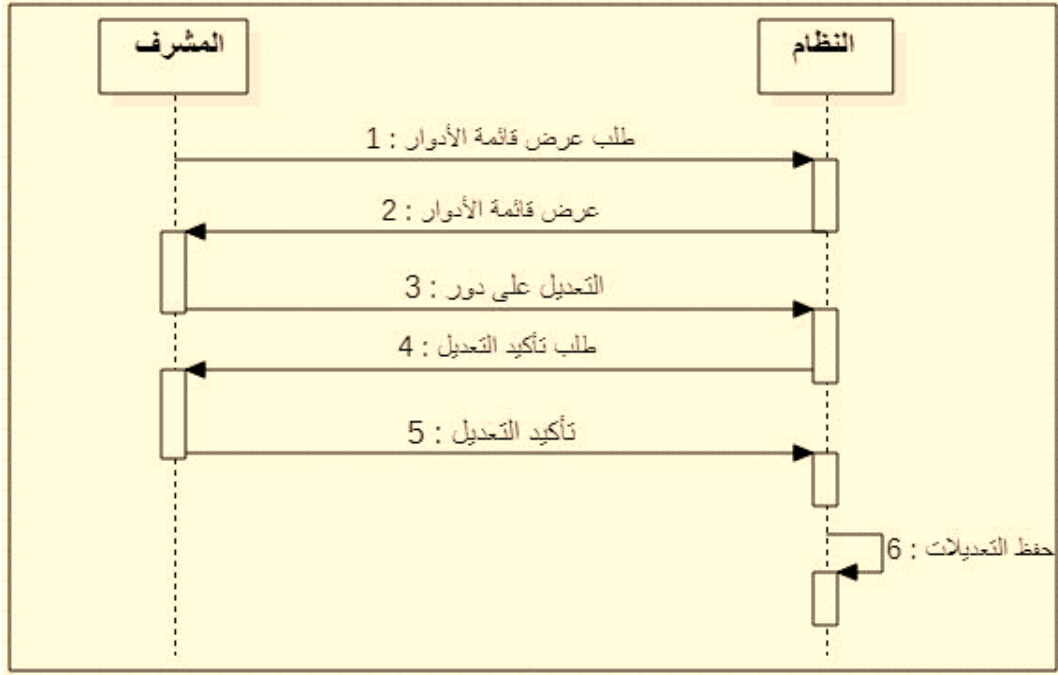 المشرف
النظام
1 : طلب عرض قائمة الأدوار
2 : عرض قائمة الأدوار
3 : التعديل على دور
4 : طلب تأكيد التعديل
5 : تأكيد التعديل
6 : حفظ التعديلات